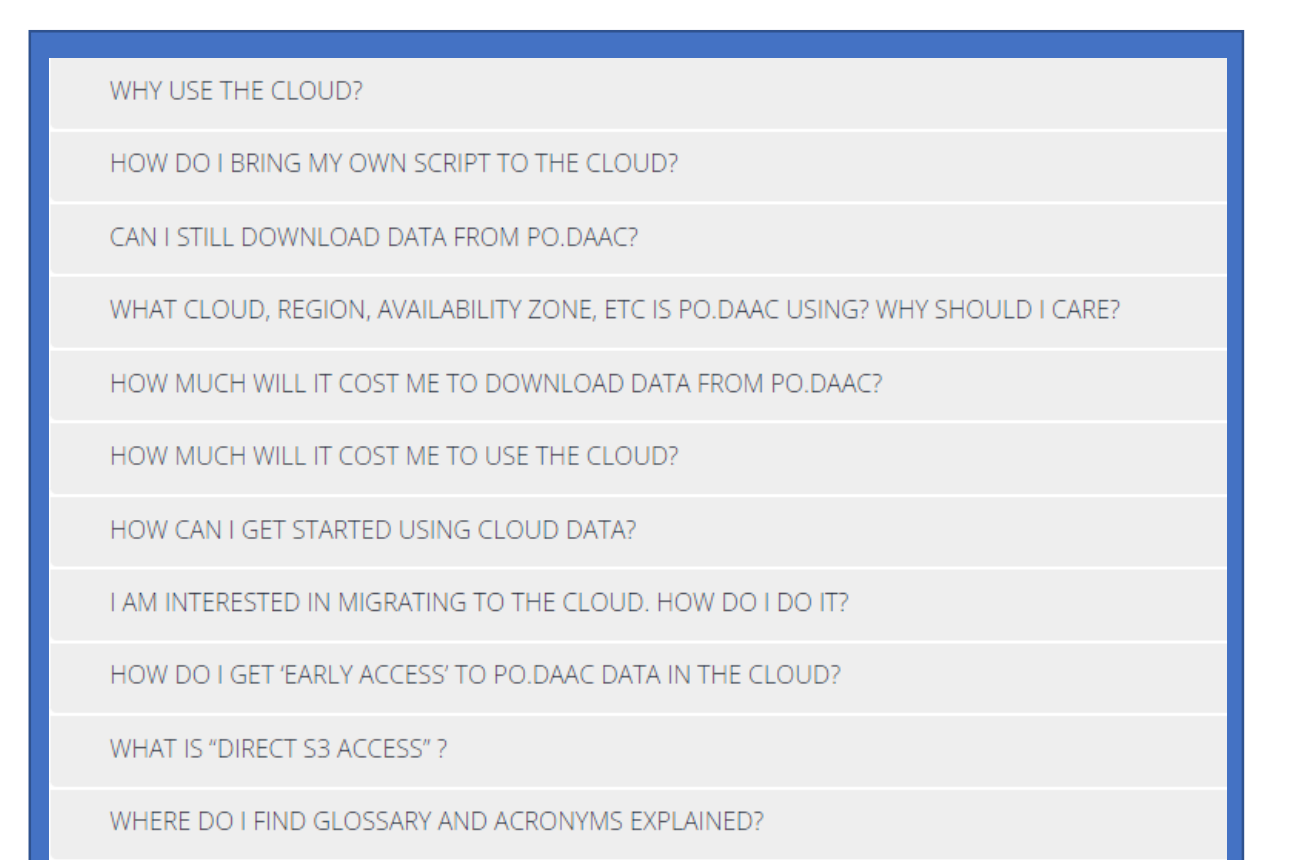 WHY USE THE CLOUD?
HOW DO I BRING MY OWN SCRIPT TO THE CLOUD?
CAN I STILL DOWNLOAD DATA FROM PO.DAAC?
WHAT CLOUD, REGION, AVAILABILITY ZONE, ETC IS PO.DAAC USING? WHY SHOULD I CARE?
HOW MUCH WILL IT COST ME TO DOWNLOAD DATA FROM PO.DAAC?
HOW MUCH WILL IT COST ME TO USE THE CLOUD?
HOW CAN I GET STARTED USING CLOUD DATA?
I AM INTERESTED IN MIGRATING TO THE CLOUD. HOW DO I DO IT?
HOW DO I GET ‘EARLY ACCESS’ TO PO.DAAC DATA IN THE CLOUD?
WHAT IS “DIRECT S3 ACCESS” ?
WHERE DO I FIND GLOSSARY AND ACRONYMS EXPLAINED?